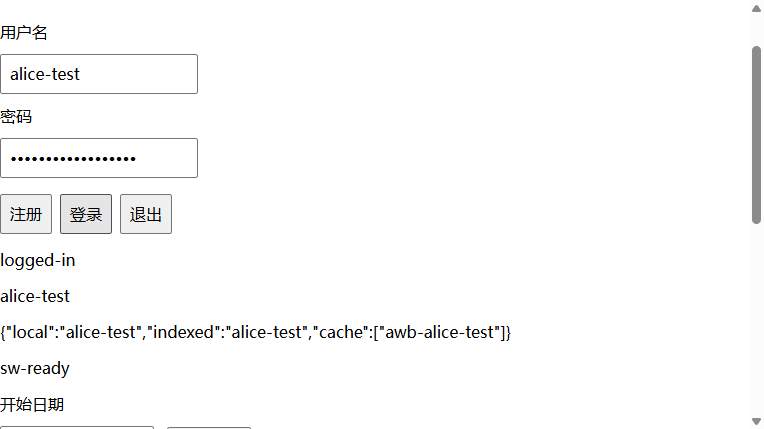 用户名
alice-test
密码
••••••••••••••••••
注册 登录 退出
logged-in
alice-test
{"local":"alice-test","indexed":"alice-test","cache":["awb-alice-test"]}
sw-ready
开始日期